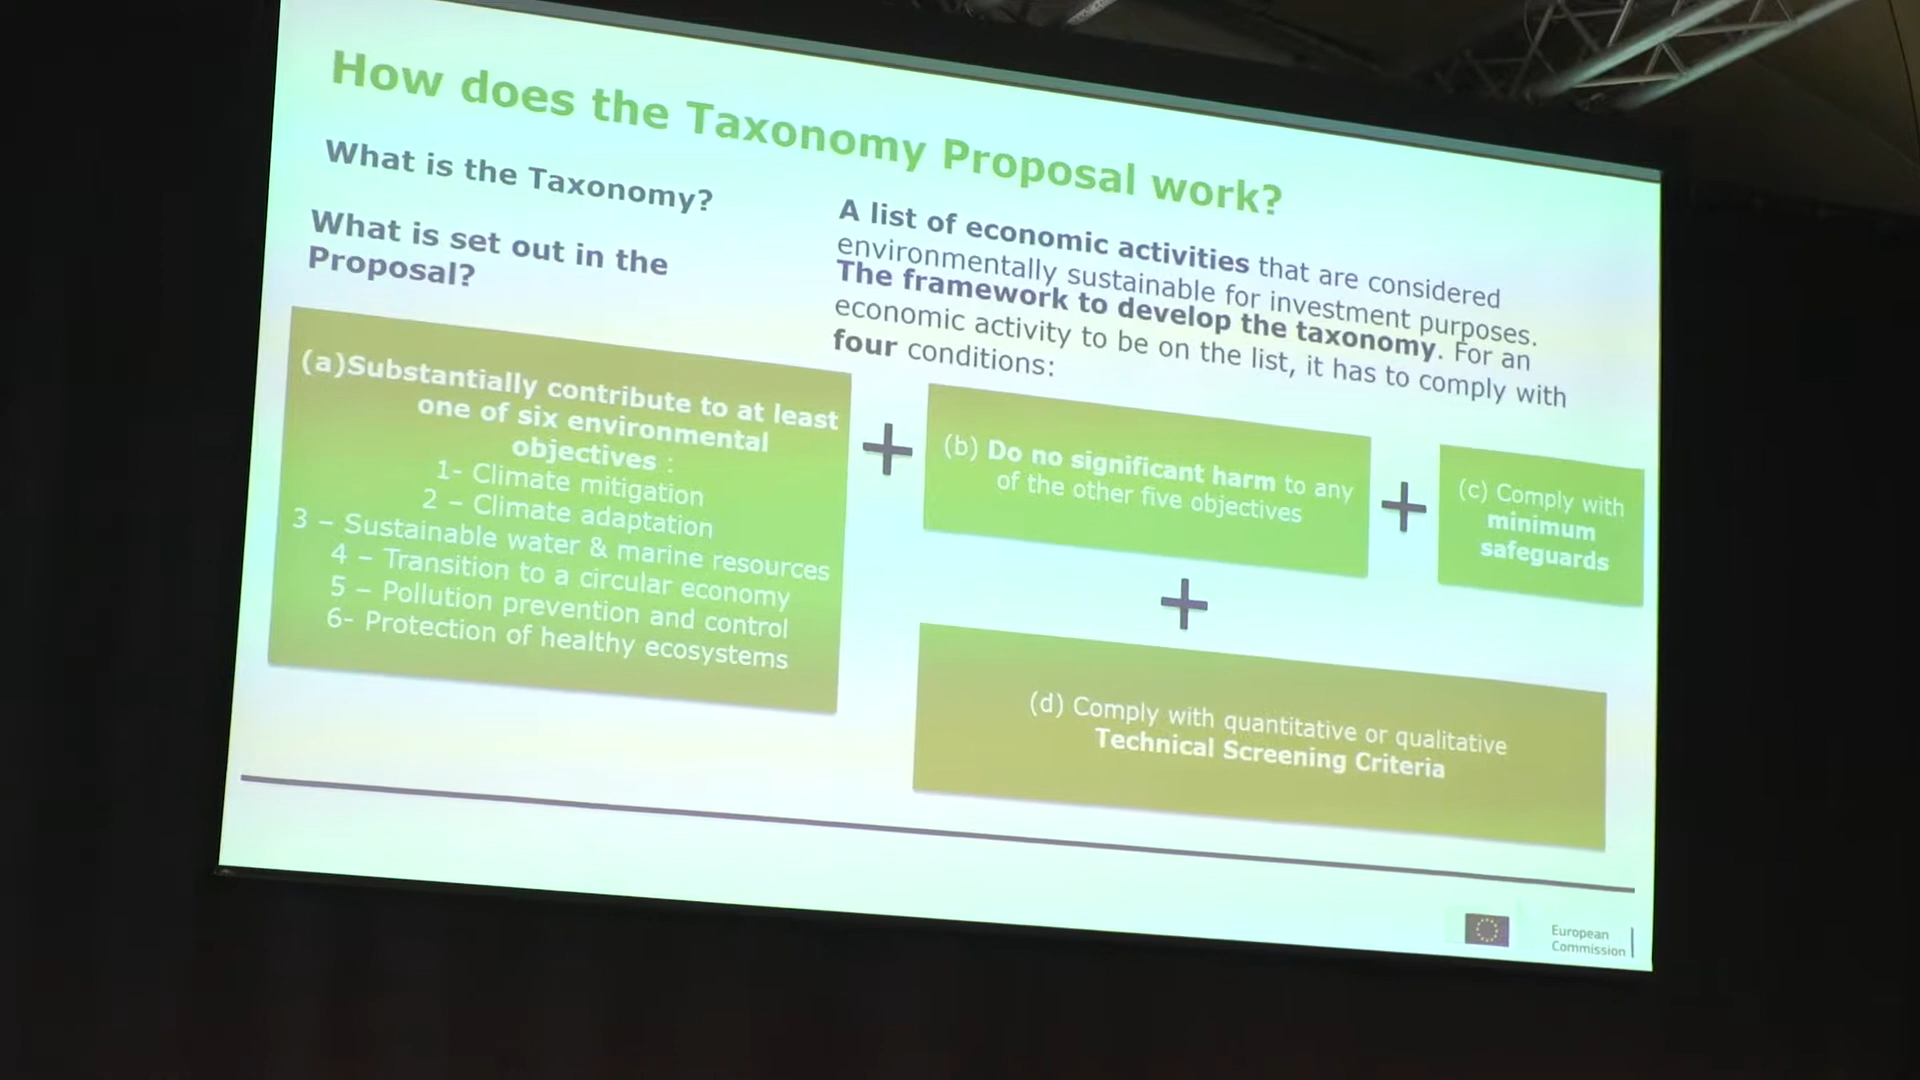 How does the Taxonomy Proposal work?
What is the Taxonomy?
What is set out in the
Proposal?
A list of economic activities that are considered
environmentally sustainable for investment purposes.
The framework to develop the taxonomy. For an
economic activity to be on the list, it has to comply with
four conditions:
(a)Substantially contribute to at least
one of six environmental
objectives :
1- Climate mitigation
2 – Climate adaptation
3 – Sustainable water & marine resources
4 – Transition to a circular economy
5 – Pollution prevention and control
6- Protection of healthy ecosystems
+
(b) Do no significant harm to any
of the other five objectives
+
(c) Comply with
minimum
safeguards
+
(d) Comply with quantitative or qualitative
Technical Screening Criteria
European
Commission